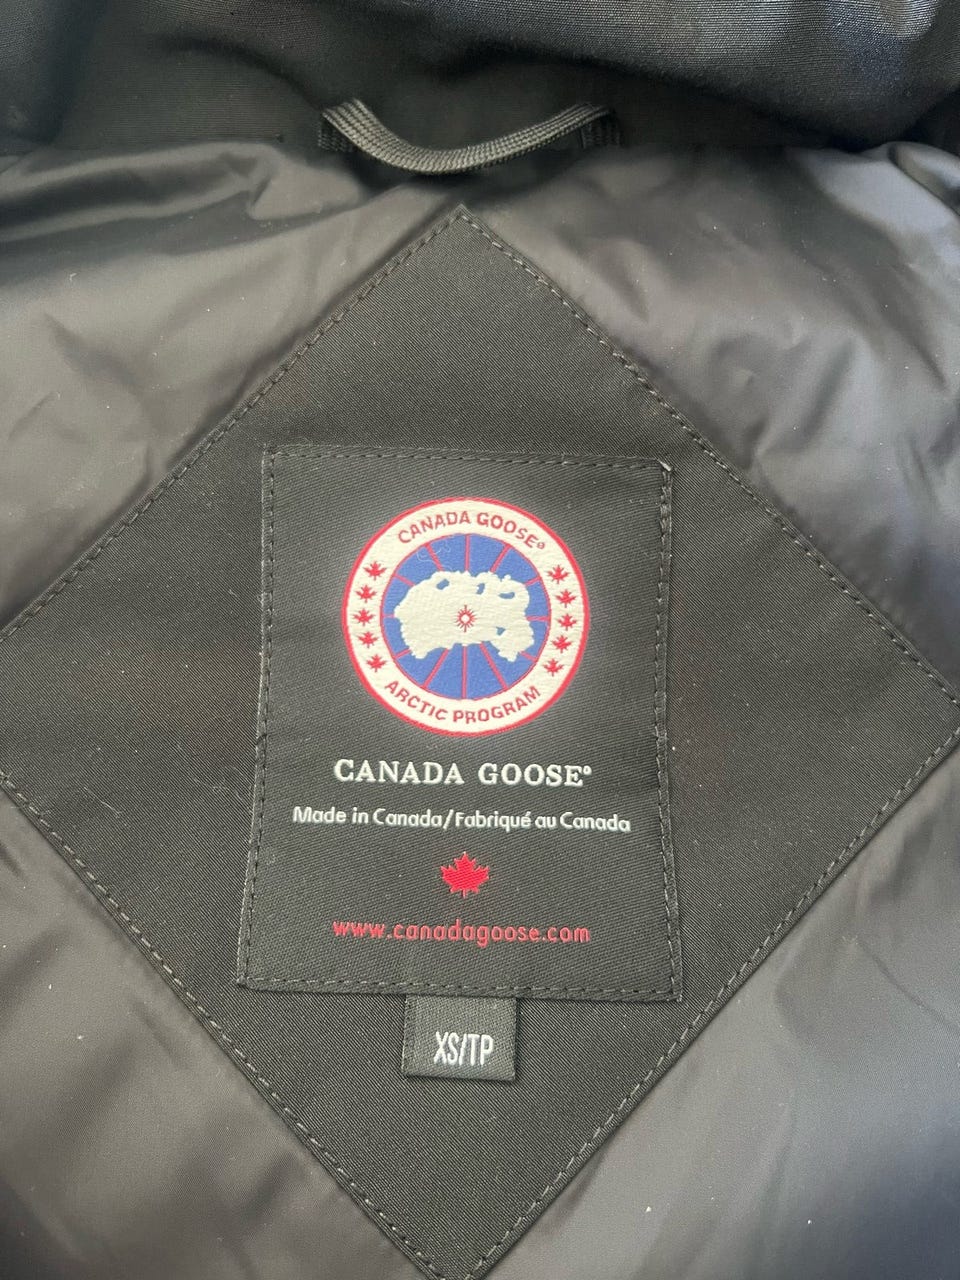 CANADA GOOSE®
ARCTIC PROGRAM
CANADA GOOSE®
Made in Canada/Fabriqué au Canada
www.canadagoose.com
XS/TP